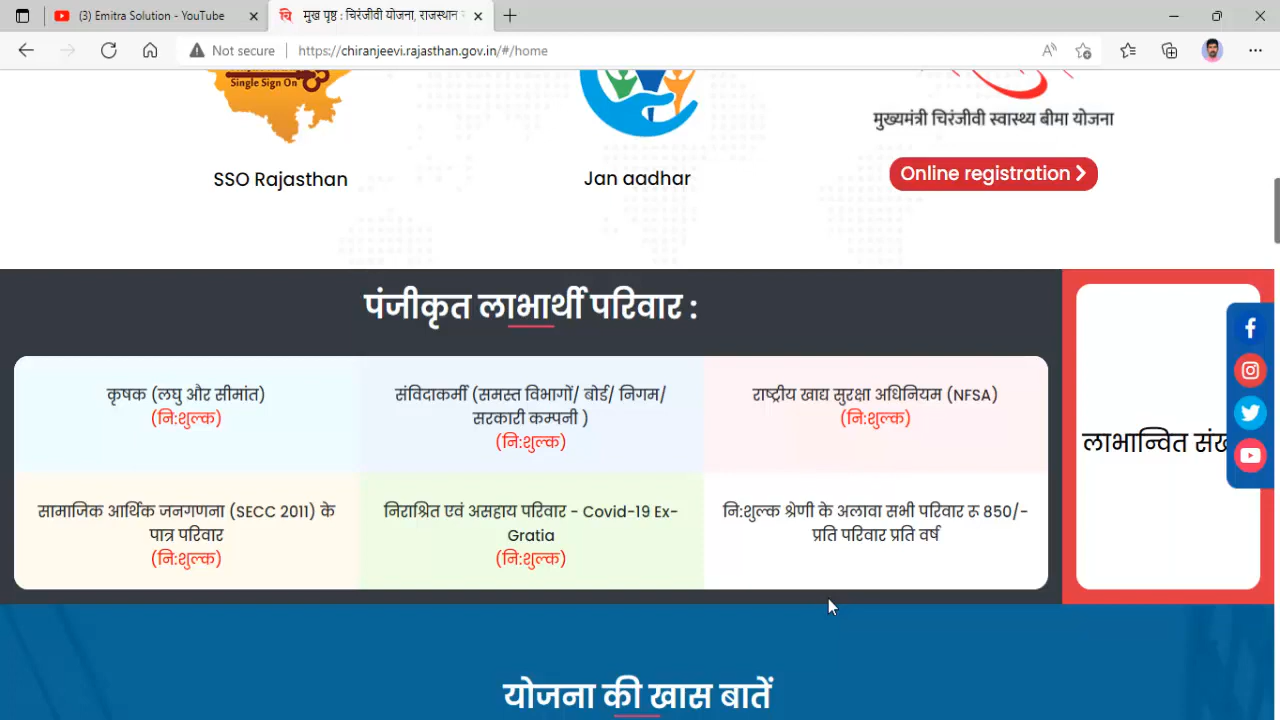 (3) Emitra Solution - YouTube
मुख पृष्ठ : चिरंजीवी योजना, राजस्थान
Not secure
https://chiranjeevi.rajasthan.gov.in/#/home
Single Sign On
मुख्यमंत्री चिरंजीवी स्वास्थ्य बीमा योजना
SSO Rajasthan
Jan aadhar
Online registration
पंजीकृत लाभार्थी परिवार :
कृषक (लघु और सीमांत)
(नि:शुल्क)
संविदाकर्मी (समस्त विभागों/ बोर्ड/ निगम/
सरकारी कम्पनी )
(नि:शुल्क)
राष्ट्रीय खाद्य सुरक्षा अधिनियम (NFSA)
(नि:शुल्क)
लाभान्वित
सामाजिक आर्थिक जनगणना (SECC 2011) के
पात्र परिवार
(नि:शुल्क)
निराश्रित एवं असहाय परिवार - Covid-19 Ex-
Gratia
(नि:शुल्क)
नि:शुल्क श्रेणी के अलावा सभी परिवार रू 850/-
प्रति परिवार प्रति वर्ष
योजना की खास बातें